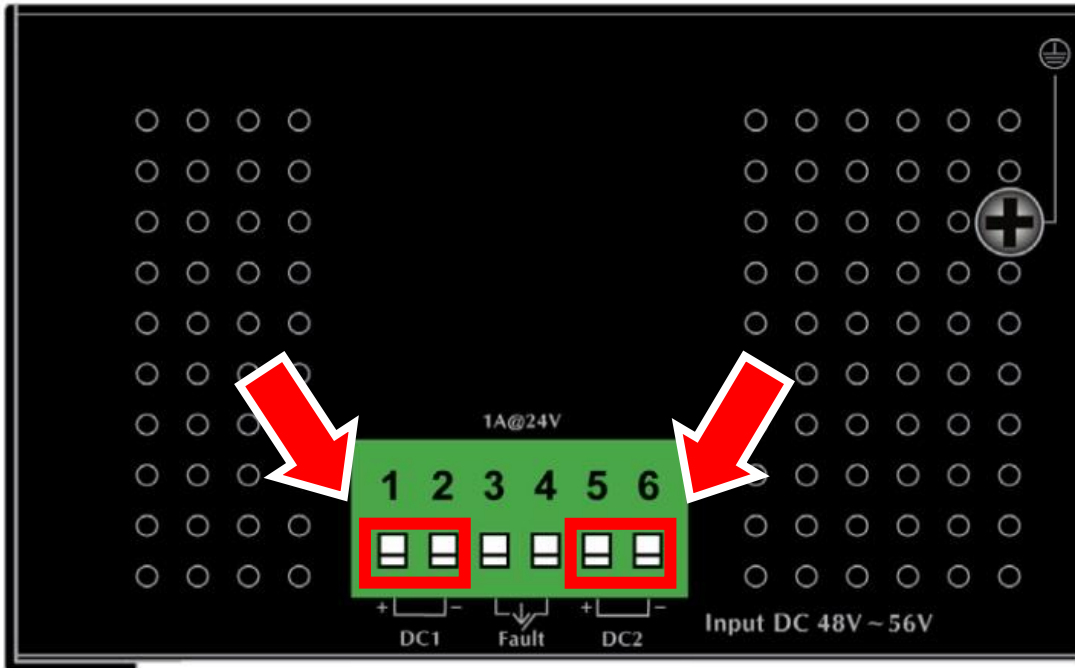 1A@24V
1 2 3 4 5 6
+ − + −
DC1 Fault DC2
Input DC 48V ~ 56V